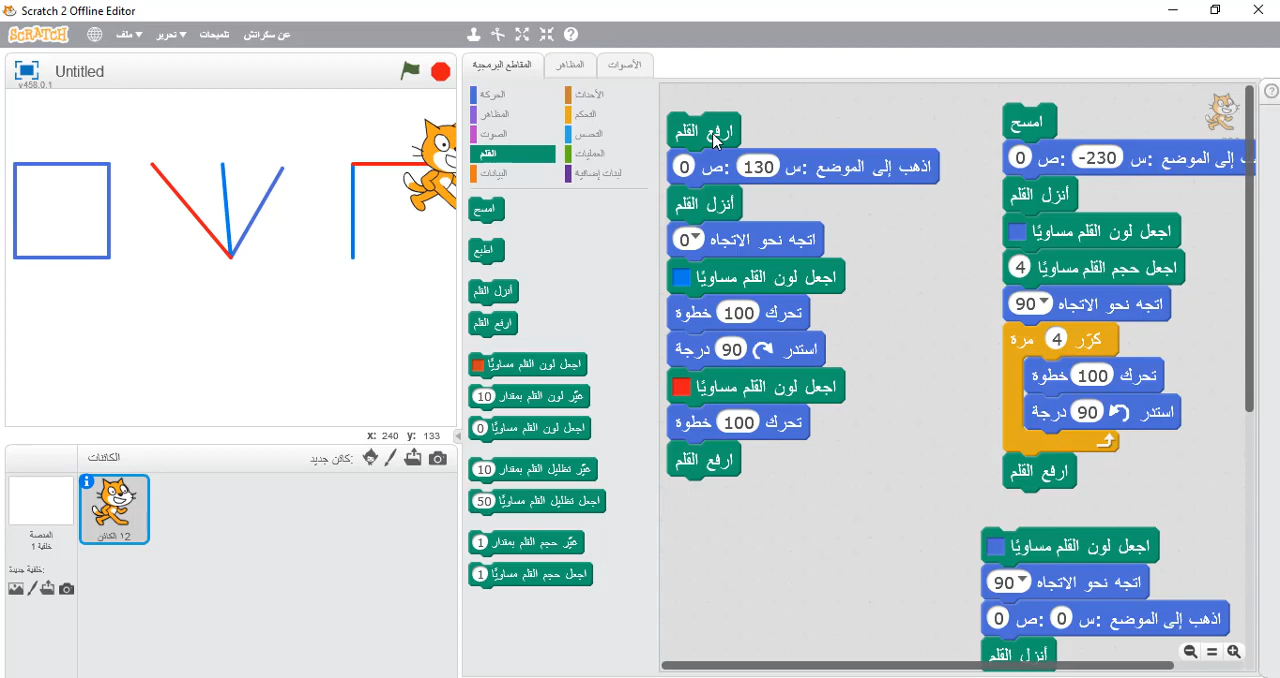 Scratch 2 Offline Editor
SCRATCH ملف تحرير تلميحات عن سكراتش
v458.0.1
Untitled
المقاطع البرمجية
المظاهر
الأصوات
الحركة
المظاهر
الصوت
القلم
البيانات
الأحداث
التحكم
التحسس
العمليات
لبنات إضافية
امسح
اطبع
أنزل القلم
ارفع القلم
اجعل لون القلم مساويًا
غيّر لون القلم بمقدار 10
اجعل لون القلم مساويًا 0
غيّر تظليل القلم بمقدار 10
اجعل تظليل القلم مساويًا 50
غيّر حجم القلم بمقدار 1
اجعل حجم القلم مساويًا 1
ارفع القلم
اذهب إلى الموضع س: 130 ص: 0
أنزل القلم
اتجه نحو الاتجاه 0
اجعل لون القلم مساويًا
تحرك 100 خطوة
استدر 90 درجة
اجعل لون القلم مساويًا
تحرك 100 خطوة
ارفع القلم
امسح
إلى الموضع س: -230 ص: 0
أنزل القلم
اجعل لون القلم مساويًا
اجعل حجم القلم مساويًا 4
اتجه نحو الاتجاه 90
كرّر 4 مرة
تحرك 100 خطوة
استدر 90 درجة
ارفع القلم
اجعل لون القلم مساويًا
اتجه نحو الاتجاه 90
اذهب إلى الموضع س: 0 ص: 0
أنزل القلم
x: 240 y: 133
الكائنات
كائن جديد:
الكائن 12
المنصة
خلفية 1
خلفية جديدة: